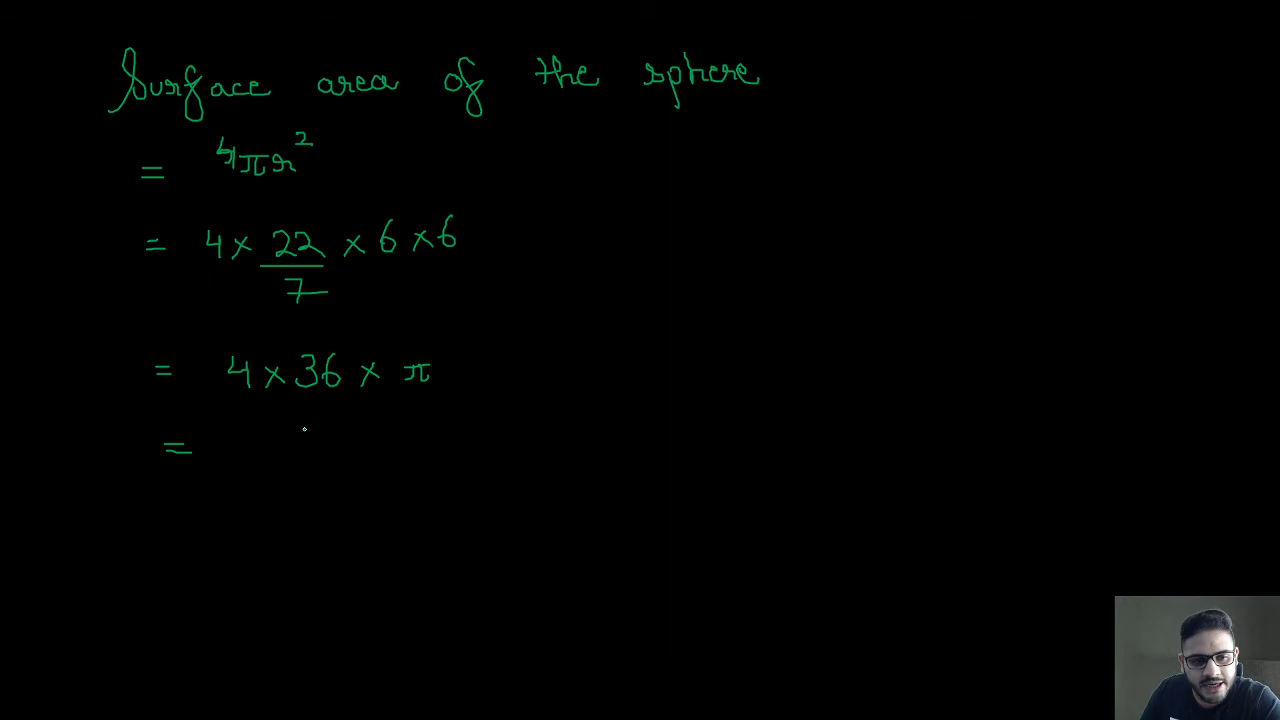 Surface area of the sphere
= 4πr²
= 4 × 22/7 × 6 × 6
= 4 × 36 × π
=